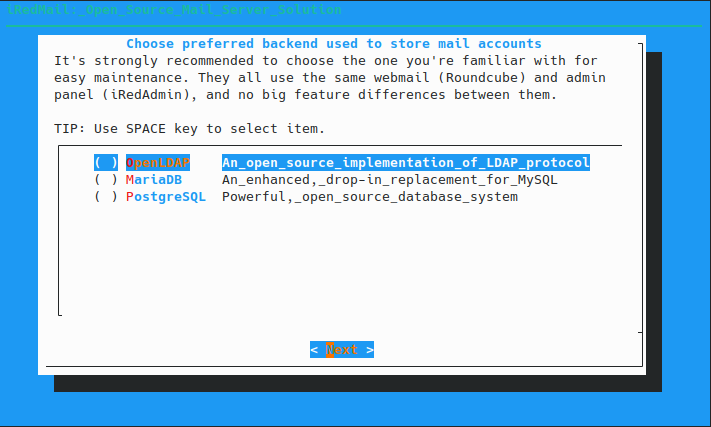 iRedMail:_Open_Source_Mail_Server_Solution
Choose preferred backend used to store mail accounts
It's strongly recommended to choose the one you're familiar with for
easy maintenance. They all use the same webmail (Roundcube) and admin
panel (iRedAdmin), and no big feature differences between them.
TIP: Use SPACE key to select item.
( ) OpenLDAP An_open_source_implementation_of_LDAP_protocol
( ) MariaDB An_enhanced,_drop-in_replacement_for_MySQL
( ) PostgreSQL Powerful,_open_source_database_system
< Next >